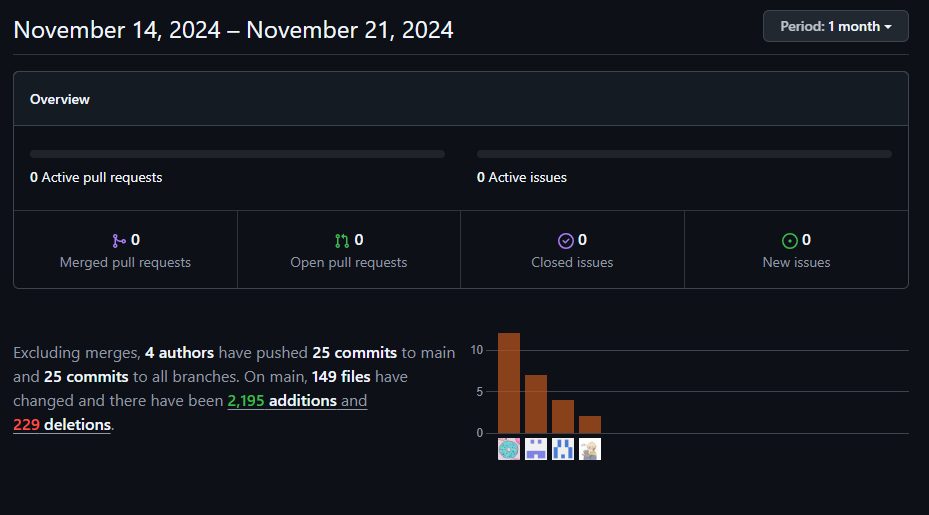 November 14, 2024 – November 21, 2024
Period: 1 month
Overview
0 Active pull requests
0 Active issues
0
Merged pull requests
0
Open pull requests
0
Closed issues
0
New issues
Excluding merges, 4 authors have pushed 25 commits to main
and 25 commits to all branches. On main, 149 files have
changed and there have been 2,195 additions and
229 deletions.
10
5
0